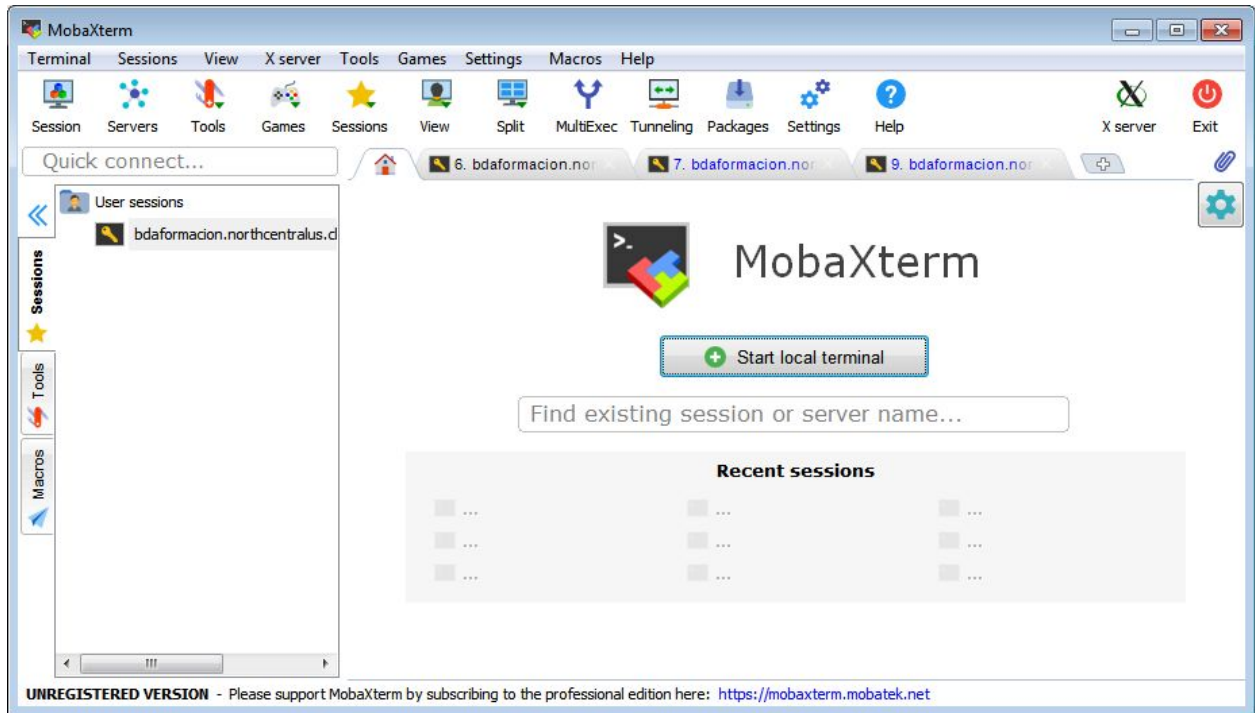 MobaXterm
Terminal Sessions View X server Tools Games Settings Macros Help
Session Servers Tools Games Sessions View Split MultiExec Tunneling Packages Settings Help X server Exit
Quick connect...
6. bdaformacion.nor 7. bdaformacion.nor 9. bdaformacion.nor
User sessions
bdaformacion.northcentralus.cl
Sessions
Tools
Macros
>_
MobaXterm
Start local terminal
Find existing session or server name...
Recent sessions
... ... ...
... ... ...
... ... ...
UNREGISTERED VERSION - Please support MobaXterm by subscribing to the professional edition here: https://mobaxterm.mobatek.net